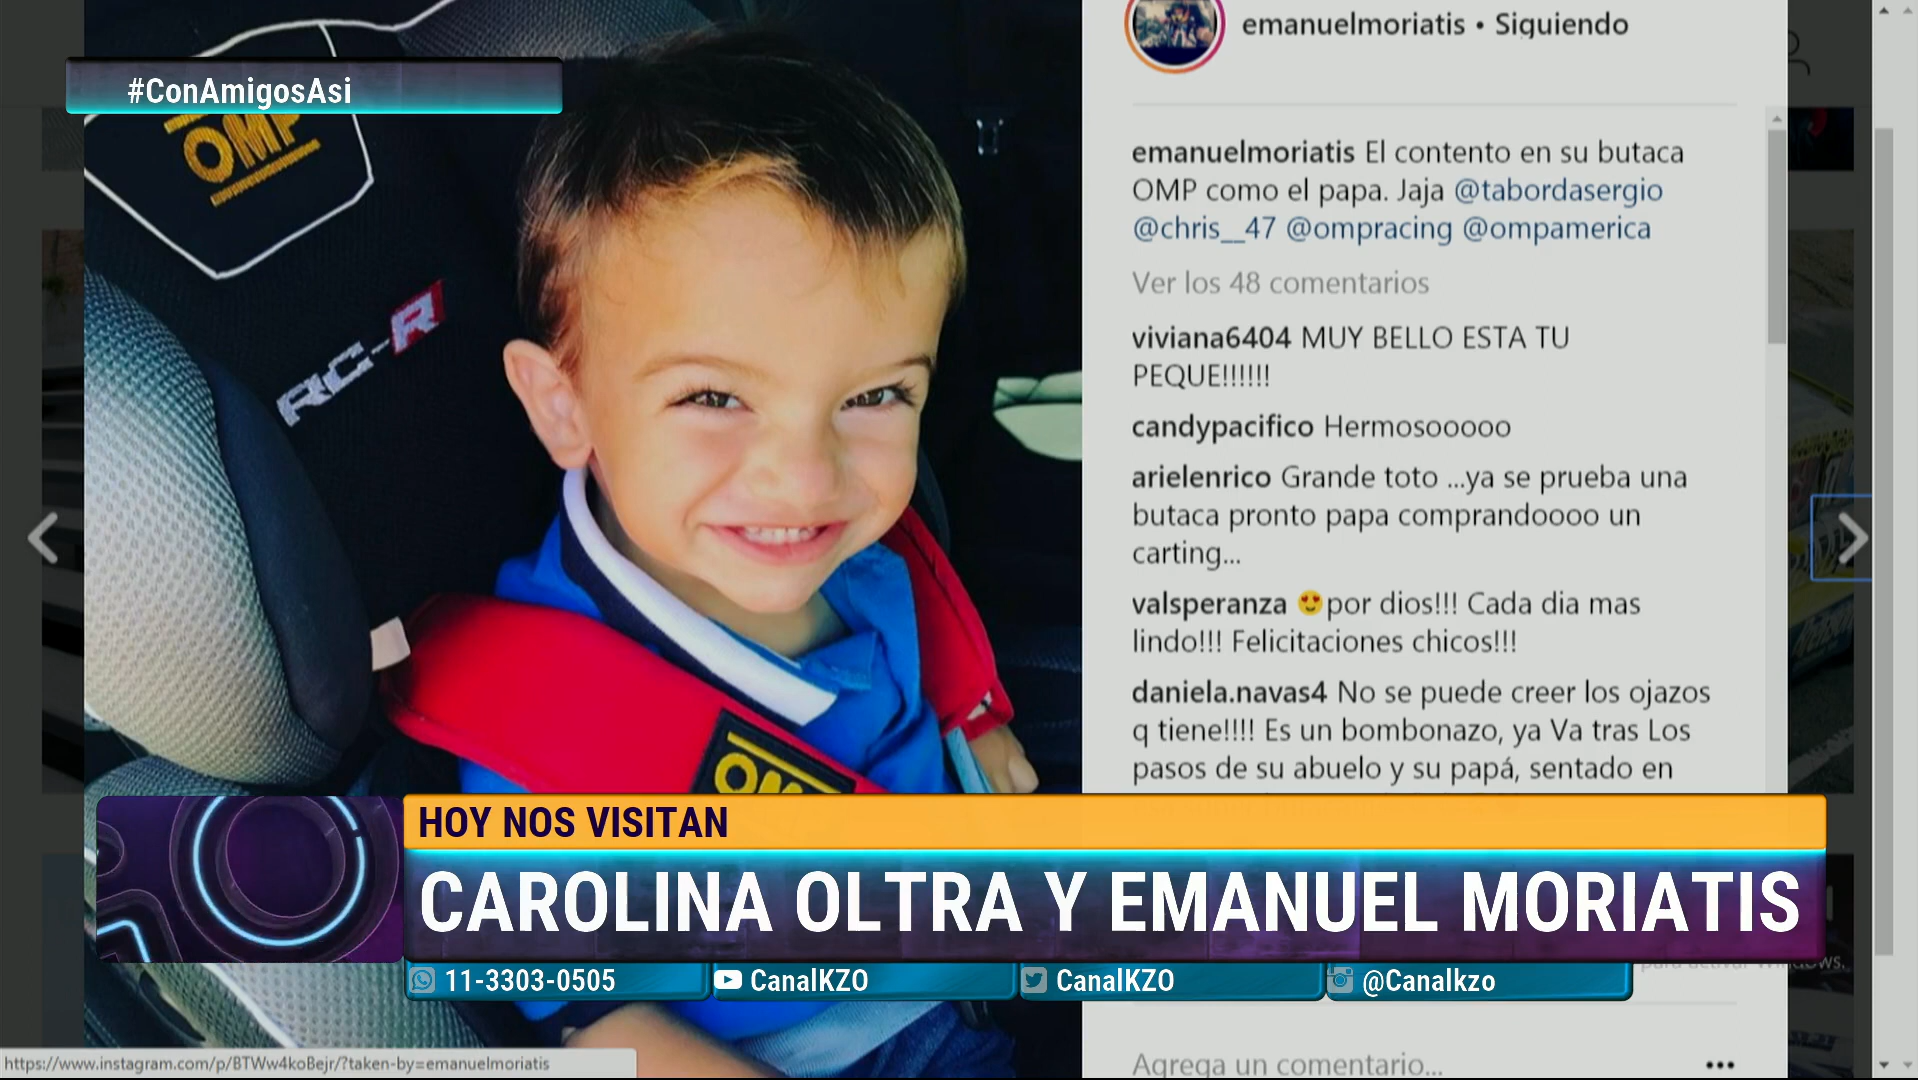 emanuelmoriatis • Siguiendo
#ConAmigosAsi
OMP
RC-R
emanuelmoriatis El contento en su butaca
OMP como el papa. Jaja @tabordasergio
@chris__47 @ompracing @ompamerica
Ver los 48 comentarios
viviana6404 MUY BELLO ESTA TU
PEQUE!!!!!!
candypacifico Hermosooooo
arielenrico Grande toto ...ya se prueba una
butaca pronto papa comprandoooo un
carting...
valsperanza 😍por dios!!! Cada dia mas
lindo!!! Felicitaciones chicos!!!
daniela.navas4 No se puede creer los ojazos
q tiene!!!! Es un bombonazo, ya Va tras Los
pasos de su abuelo y su papá, sentado en
OMP
HOY NOS VISITAN
CAROLINA OLTRA Y EMANUEL MORIATIS
para activar Windows.
11-3303-0505
CanalKZO
CanalKZO
@Canalkzo
https://www.instagram.com/p/BTWw4koBejr/?taken-by=emanuelmoriatis
Agrega un comentario...